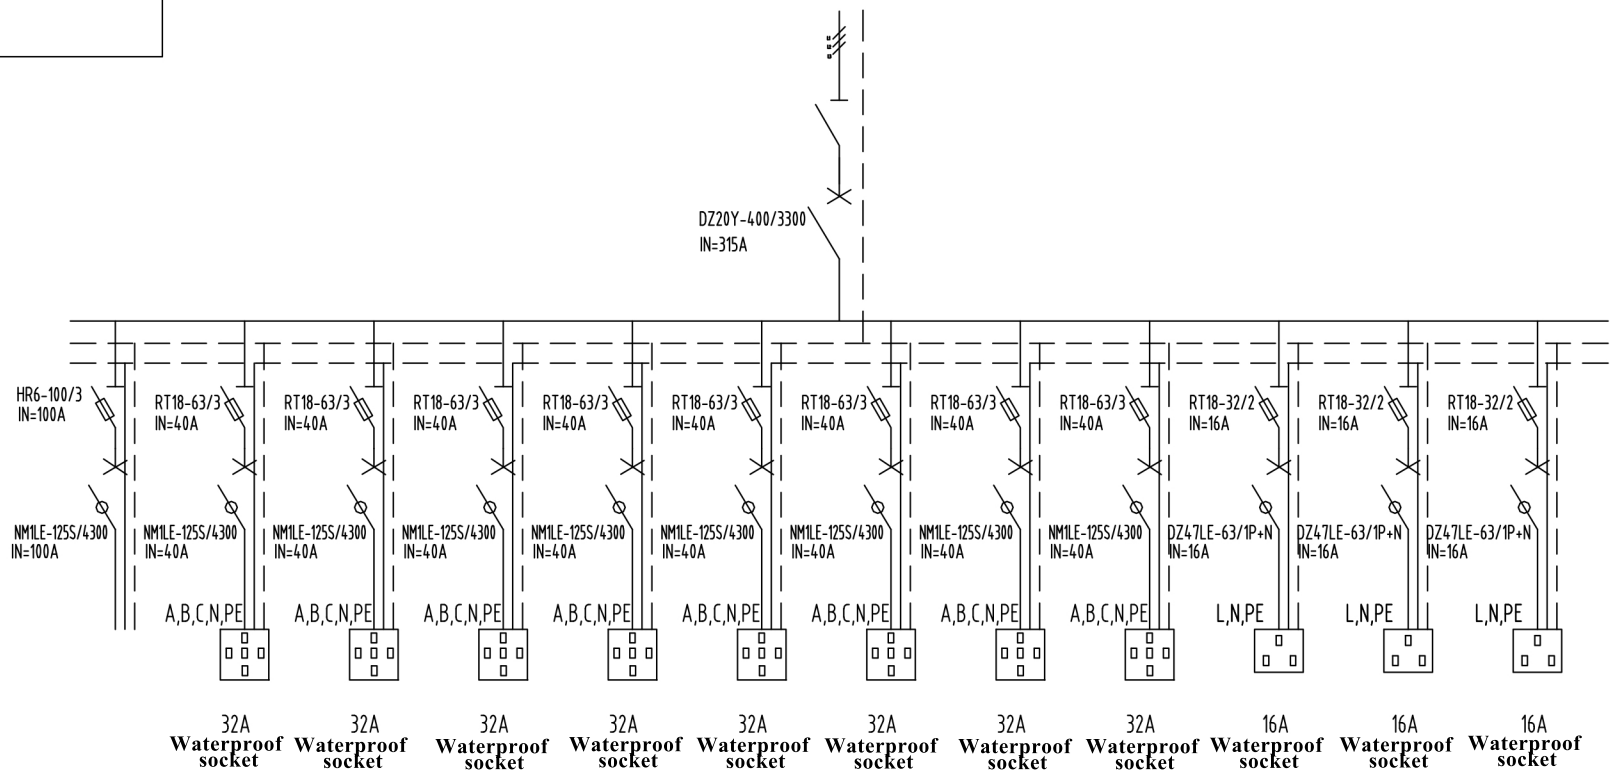 DZ20Y-400/3300
IN=315A
HR6-100/3
IN=100A
RT18-63/3
IN=40A
RT18-63/3
IN=40A
RT18-63/3
IN=40A
RT18-63/3
IN=40A
RT18-63/3
IN=40A
RT18-63/3
IN=40A
RT18-63/3
IN=40A
RT18-63/3
IN=40A
RT18-32/2
IN=16A
RT18-32/2
IN=16A
RT18-32/2
IN=16A
NM1LE-125S/4300
IN=100A
NM1LE-125S/4300
IN=40A
NM1LE-125S/4300
IN=40A
NM1LE-125S/4300
IN=40A
NM1LE-125S/4300
IN=40A
NM1LE-125S/4300
IN=40A
NM1LE-125S/4300
IN=40A
NM1LE-125S/4300
IN=40A
NM1LE-125S/4300
IN=40A
DZ47LE-63/1P+N
IN=16A
DZ47LE-63/1P+N
IN=16A
DZ47LE-63/1P+N
IN=16A
A,B,C,N,PE
A,B,C,N,PE
A,B,C,N,PE
A,B,C,N,PE
A,B,C,N,PE
A,B,C,N,PE
A,B,C,N,PE
A,B,C,N,PE
L,N,PE
L,N,PE
L,N,PE
32A
Waterproof
socket
32A
Waterproof
socket
32A
Waterproof
socket
32A
Waterproof
socket
32A
Waterproof
socket
32A
Waterproof
socket
32A
Waterproof
socket
32A
Waterproof
socket
16A
Waterproof
socket
16A
Waterproof
socket
16A
Waterproof
socket